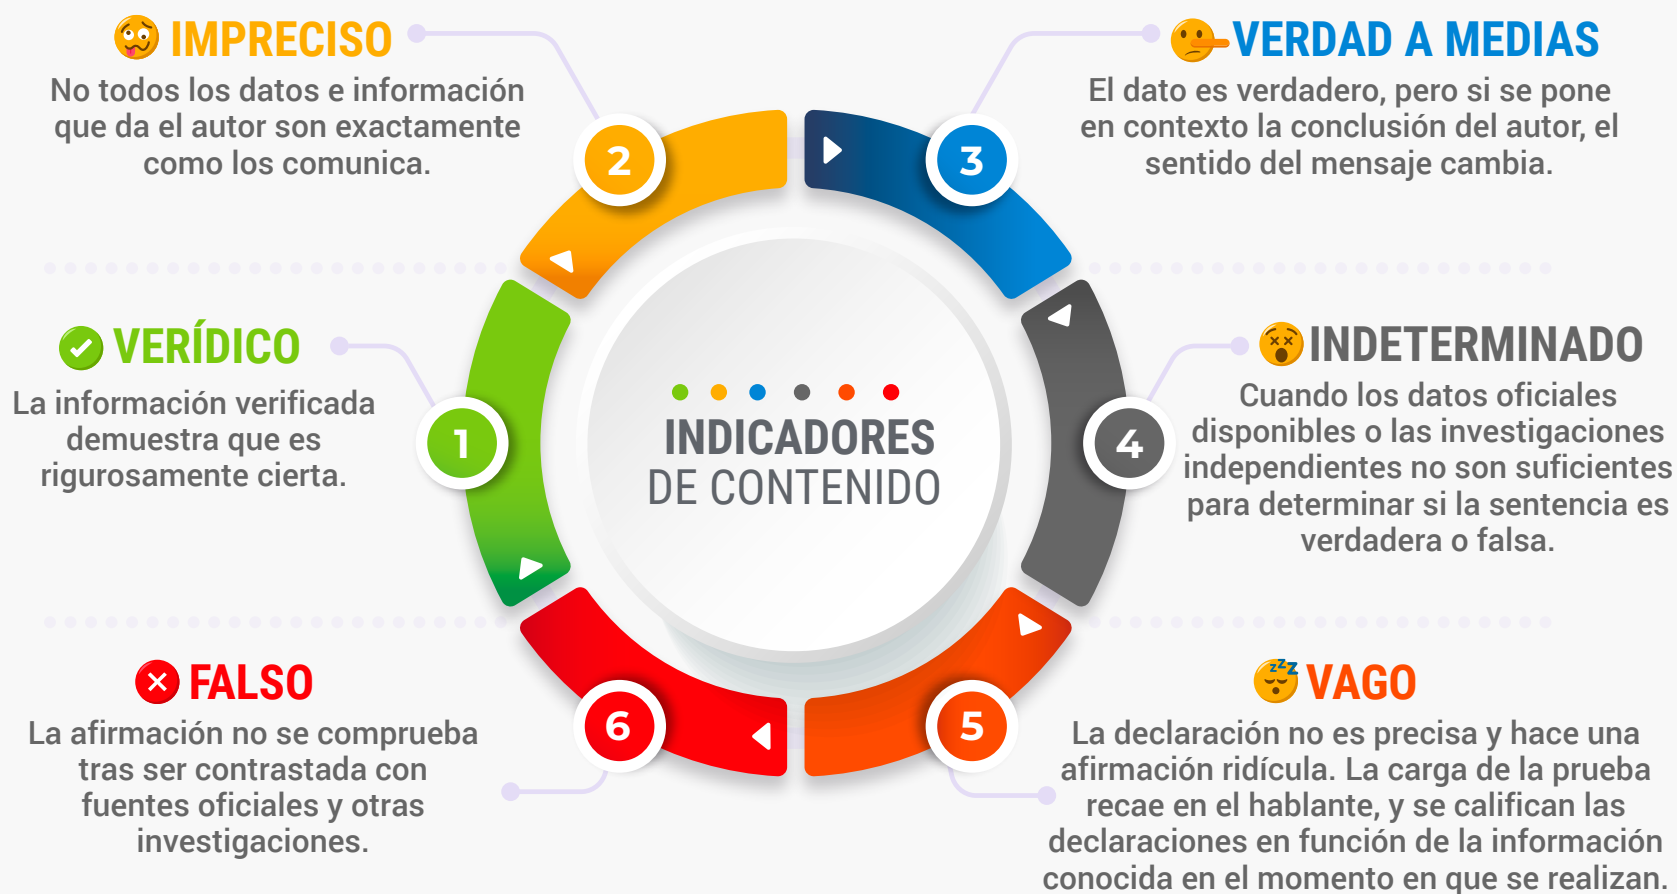 IMPRECISO
No todos los datos e información
que da el autor son exactamente
como los comunica.
2
VERDAD A MEDIAS
El dato es verdadero, pero si se pone
en contexto la conclusión del autor, el
sentido del mensaje cambia.
3
VERÍDICO
La información verificada
demuestra que es
rigurosamente cierta.
1
INDICADORES
DE CONTENIDO
INDETERMINADO
Cuando los datos oficiales
disponibles o las investigaciones
independientes no son suficientes
para determinar si la sentencia es
verdadera o falsa.
4
FALSO
La afirmación no se comprueba
tras ser contrastada con
fuentes oficiales y otras
investigaciones.
6
zzz
VAGO
La declaración no es precisa y hace una
afirmación ridícula. La carga de la prueba
recae en el hablante, y se califican las
declaraciones en función de la información
conocida en el momento en que se realizan.
5